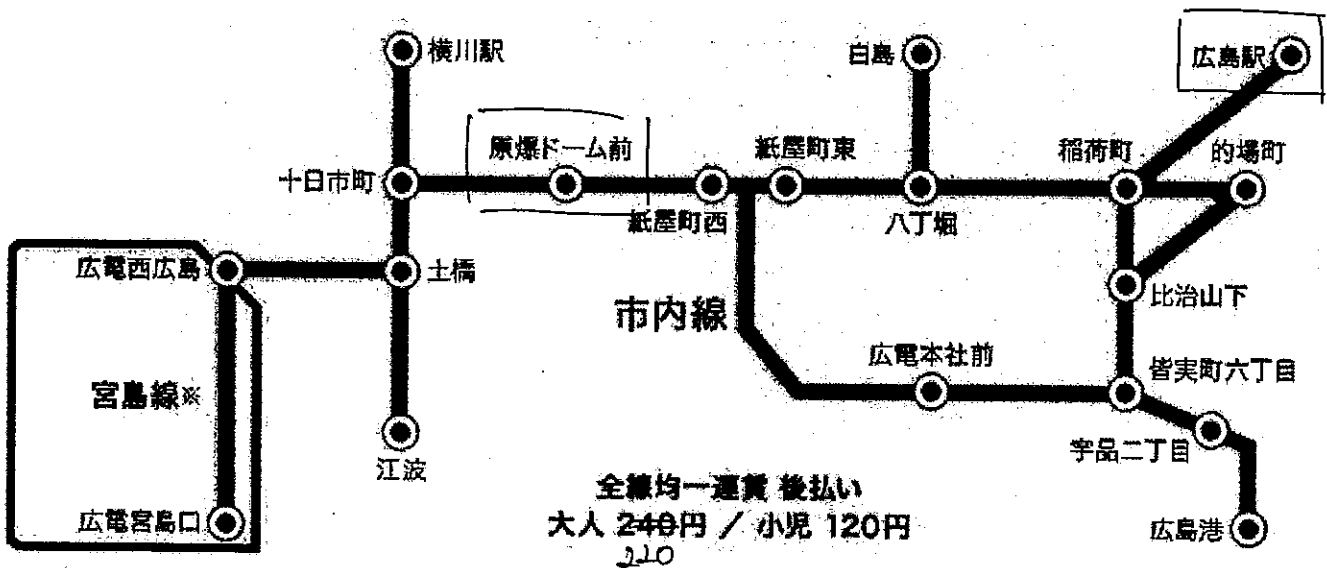 横川駅
白島
広島駅
原爆ドーム前
紙屋町東
稲荷町
的場町
十日市町
紙屋町西
八丁堀
広電西広島
土橋
比治山下
市内線
広電本社前
皆実町六丁目
宮島線※
宇品二丁目
江波
全線均一運賃 後払い
広電宮島口
大人 240円 / 小児 120円
広島港
220